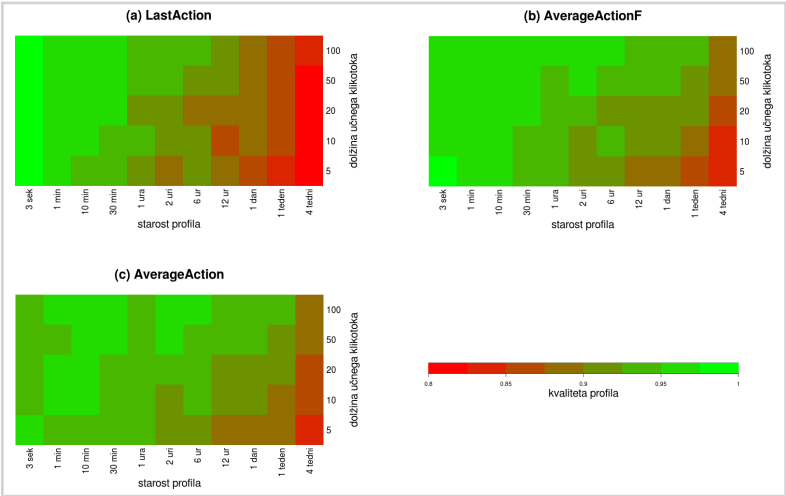 (a) LastAction
100
50
20
10
5
dolžina učnega klikotoka
3 sek
1 min
10 min
30 min
1 ura
2 uri
6 ur
12 ur
1 dan
1 teden
4 tedni
starost profila
(b) AverageActionF
100
50
20
10
5
dolžina učnega klikotoka
3 sek
1 min
10 min
30 min
1 ura
2 uri
6 ur
12 ur
1 dan
1 teden
4 tedni
starost profila
(c) AverageAction
100
50
20
10
5
dolžina učnega klikotoka
3 sek
1 min
10 min
30 min
1 ura
2 uri
6 ur
12 ur
1 dan
1 teden
4 tedni
starost profila
0.8 0.85 0.9 0.95 1
kvaliteta profila